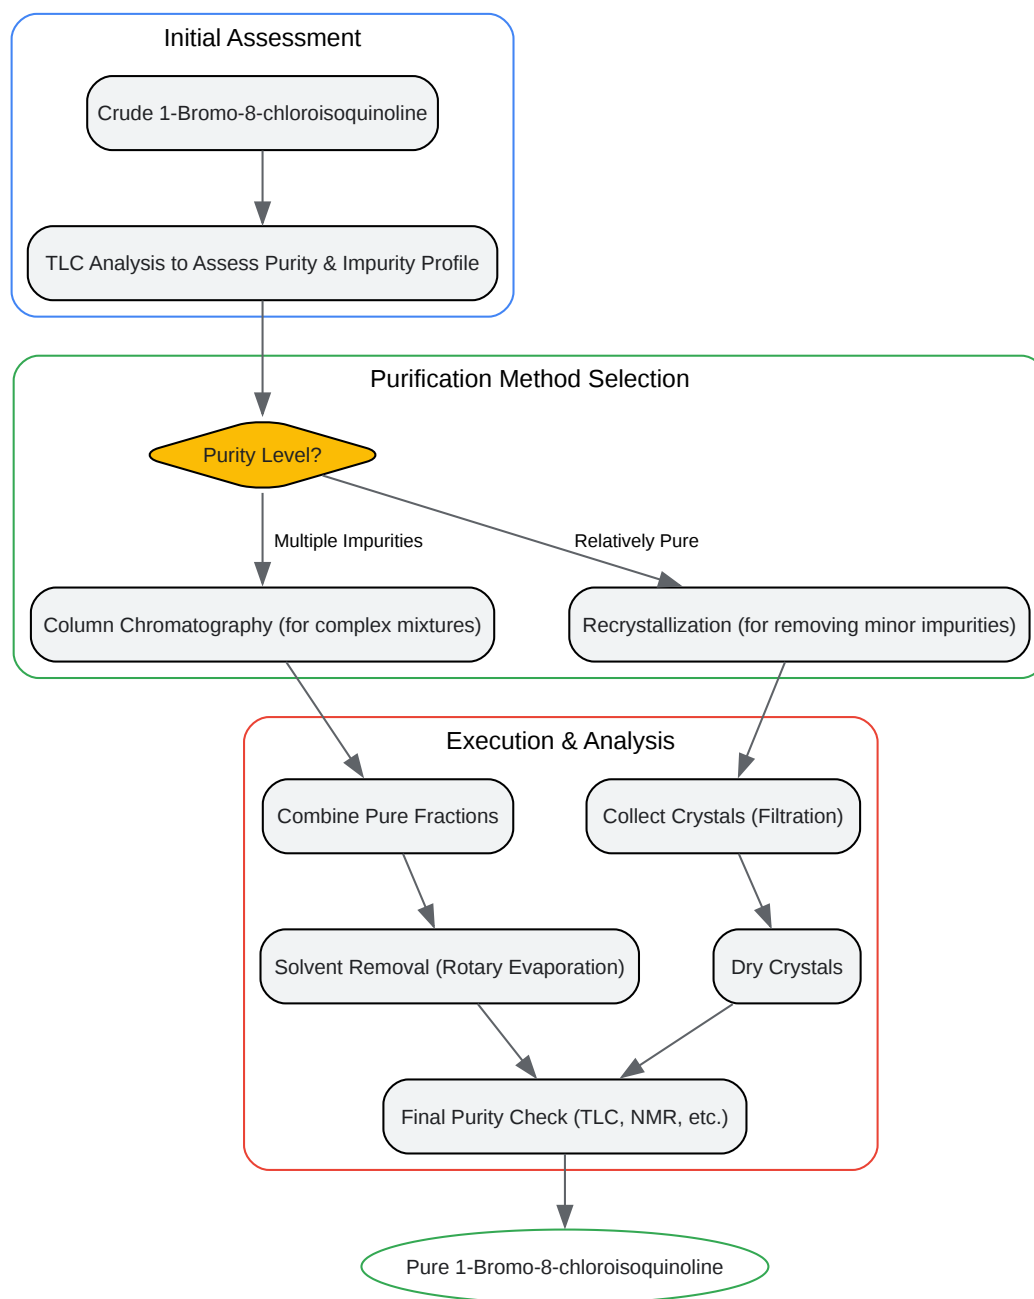 Initial Assessment
Crude 1-Bromo-8-chloroisoquinoline
TLC Analysis to Assess Purity & Impurity Profile
Purification Method Selection
Purity Level?
Multiple Impurities
Relatively Pure
Column Chromatography (for complex mixtures)
Recrystallization (for removing minor impurities)
Execution & Analysis
Combine Pure Fractions
Collect Crystals (Filtration)
Solvent Removal (Rotary Evaporation)
Dry Crystals
Final Purity Check (TLC, NMR, etc.)
Pure 1-Bromo-8-chloroisoquinoline